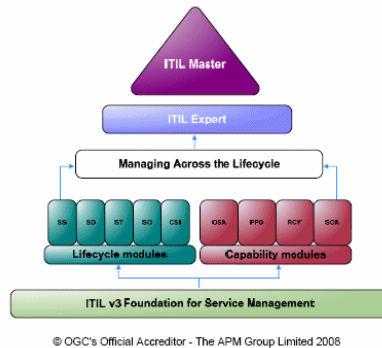 ITIL Master
ITIL Expert
Managing Across the Lifecycle
SS SD ST SO CSI OSA PPO RCV SOA
Lifecycle modules Capability modules
ITIL v3 Foundation for Service Management
© OGC's Official Accreditor - The APM Group Limited 2008